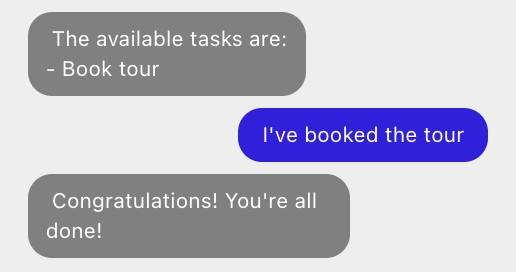 The available tasks are:
- Book tour
I've booked the tour
Congratulations! You're all
done!